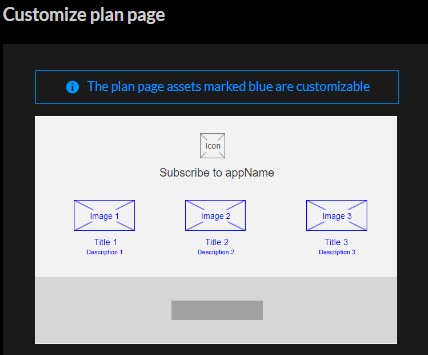 Customize plan page
The plan page assets marked blue are customizable
Icon
Subscribe to appName
Image 1 Image 2 Image 3
Title 1 Title 2 Title 3
Description 1 Description 2 Description 3